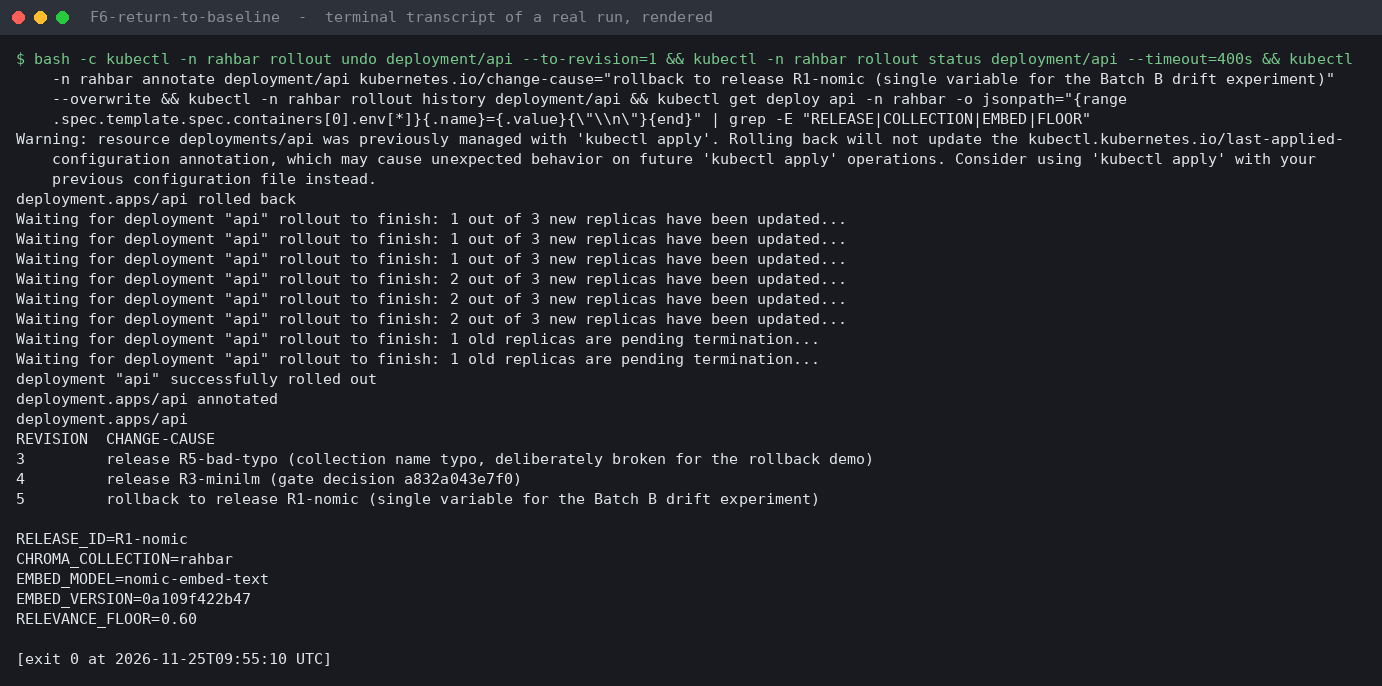 F6-return-to-baseline  -  terminal transcript of a real run, rendered
$ bash -c kubectl -n rahbar rollout undo deployment/api --to-revision=1 && kubectl -n rahbar rollout status deployment/api --timeout=400s && kubectl
    -n rahbar annotate deployment/api kubernetes.io/change-cause="rollback to release R1-nomic (single variable for the Batch B drift experiment)"
    --overwrite && kubectl -n rahbar rollout history deployment/api && kubectl get deploy api -n rahbar -o jsonpath="{range
    .spec.template.spec.containers[0].env[*]}{.name}={.value}{\"\\n\"}{end}" | grep -E "RELEASE|COLLECTION|EMBED|FLOOR"
Warning: resource deployments/api was previously managed with 'kubectl apply'. Rolling back will not update the kubectl.kubernetes.io/last-applied-
    configuration annotation, which may cause unexpected behavior on future 'kubectl apply' operations. Consider using 'kubectl apply' with your
    previous configuration file instead.
deployment.apps/api rolled back
Waiting for deployment "api" rollout to finish: 1 out of 3 new replicas have been updated...
Waiting for deployment "api" rollout to finish: 1 out of 3 new replicas have been updated...
Waiting for deployment "api" rollout to finish: 1 out of 3 new replicas have been updated...
Waiting for deployment "api" rollout to finish: 2 out of 3 new replicas have been updated...
Waiting for deployment "api" rollout to finish: 2 out of 3 new replicas have been updated...
Waiting for deployment "api" rollout to finish: 2 out of 3 new replicas have been updated...
Waiting for deployment "api" rollout to finish: 1 old replicas are pending termination...
Waiting for deployment "api" rollout to finish: 1 old replicas are pending termination...
deployment "api" successfully rolled out
deployment.apps/api annotated
deployment.apps/api
REVISION  CHANGE-CAUSE
3         release R5-bad-typo (collection name typo, deliberately broken for the rollback demo)
4         release R3-minilm (gate decision a832a043e7f0)
5         rollback to release R1-nomic (single variable for the Batch B drift experiment)

RELEASE_ID=R1-nomic
CHROMA_COLLECTION=rahbar
EMBED_MODEL=nomic-embed-text
EMBED_VERSION=0a109f422b47
RELEVANCE_FLOOR=0.60

[exit 0 at 2026-11-25T09:55:10 UTC]